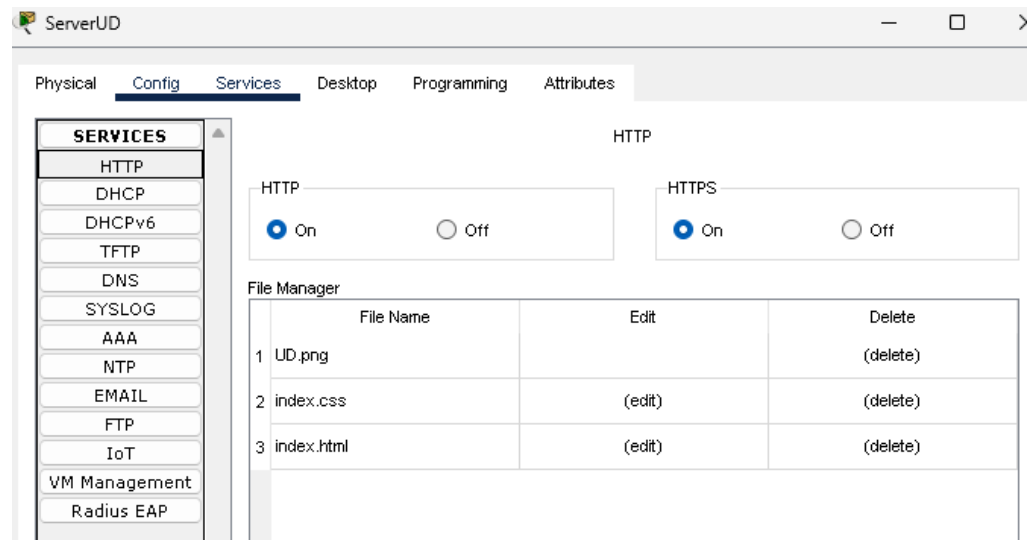 ServerUD
Physical Config Services Desktop Programming Attributes
SERVICES
HTTP
DHCP
DHCPv6
TFTP
DNS
SYSLOG
AAA
NTP
EMAIL
FTP
IoT
VM Management
Radius EAP
HTTP
HTTP
On Off
HTTPS
On Off
File Manager
File Name Edit Delete
1 UD.png (delete)
2 index.css (edit) (delete)
3 index.html (edit) (delete)